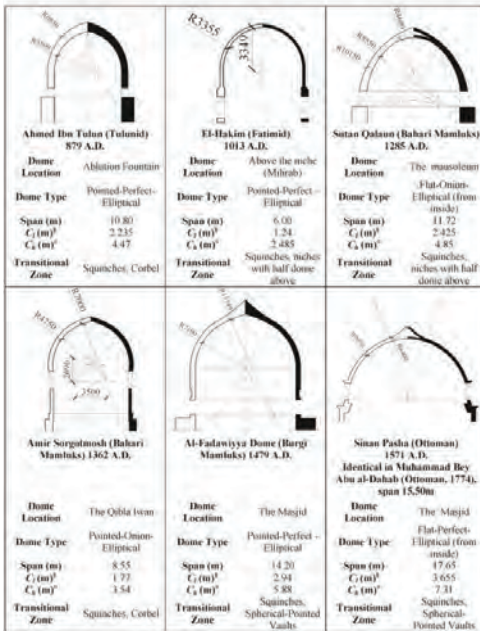 R3355
3340
Ahmed Ibn Tulun (Tulunid)
879 A.D.
Dome Location Ablution Fountain
Dome Type Pointed-Perfect-Elliptical
Span (m) 10.80
(m) 2.235
(m) 4.47
Transitional Zone Squinches, Corbel
El-Hakim (Fatimid)
1013 A.D.
Dome Location Above the niche (Mihirab)
Dome Type Pointed-Perfect-Elliptical
Span (m) 6.00
(m) 1.24
(m) 2.485
Transitional Zone Squinches, niches with half dome above
R10150
Sutan Qalaun (Bahari Mamluks)
1285 A.D.
Dome Location The mausoleum
Dome Type Flat-Onion-Elliptical (from inside)
Span (m) 11.72
(m) 2.425
(m) 4.85
Transitional Zone Squinches, niches with half dome above
R4750
3500
Amir Sorgotmosh (Bahari
Mamluks) 1362 A.D.
Dome Location The Qibla Iwan
Dome Type Pointed-Onion-Elliptical
Span (m) 8.55
(m) 1.77
(m) 3.54
Transitional Zone Squinches, Corbel
Al-Fadawiyya Dome (Burgi
Mamluks) 1479 A.D.
Dome Location The Masjid
Dome Type Pointed-Perfect-Elliptical
Span (m) 14.20
(m) 2.94
(m) 5.88
Transitional Zone Squinches, Spherical-Pointed Vaults
Sinan Pasha (Ottoman)
1571 A.D.
Identical in Muhammad Bey
Abu al-Dahab (Ottoman, 1774),
span 15.50m
Dome Location The Masjid
Dome Type Flat-Perfect-Elliptical (from inside)
Span (m) 17.65
(m) 3.655
(m) 7.31
Transitional Zone Squinches, Spherical-Pointed Vaults